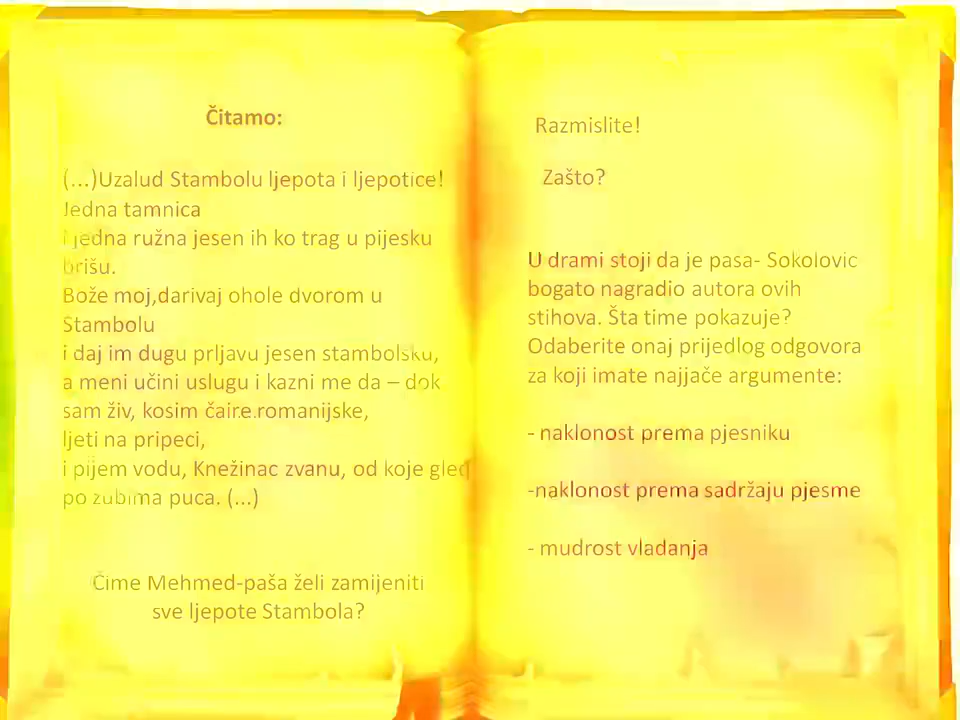 Čitamo:
(...)Uzalud Stambolu ljepota i ljepotice!
Jedna tamnica
i jedna ružna jesen ih ko trag u pijesku
brišu.
Bože moj,darivaj ohole dvorom u
Stambolu
i daj im dugu prljavu jesen stambolsku,
a meni učini uslugu i kazni me da – dok
sam živ, kosim čaire.romanijske,
ljeti na pripeci,
i pijem vodu, Knežinac zvanu, od koje gleđ
po zubima puca. (...)
Čime Mehmed-paša želi zamijeniti
sve ljepote Stambola?
Razmislite!
Zašto?
U drami stoji da je pasa- Sokolovic
bogato nagradio autora ovih
stihova. Šta time pokazuje?
Odaberite onaj prijedlog odgovora
za koji imate najjače argumente:
- naklonost prema pjesniku
-naklonost prema sadržaju pjesme
- mudrost vladanja